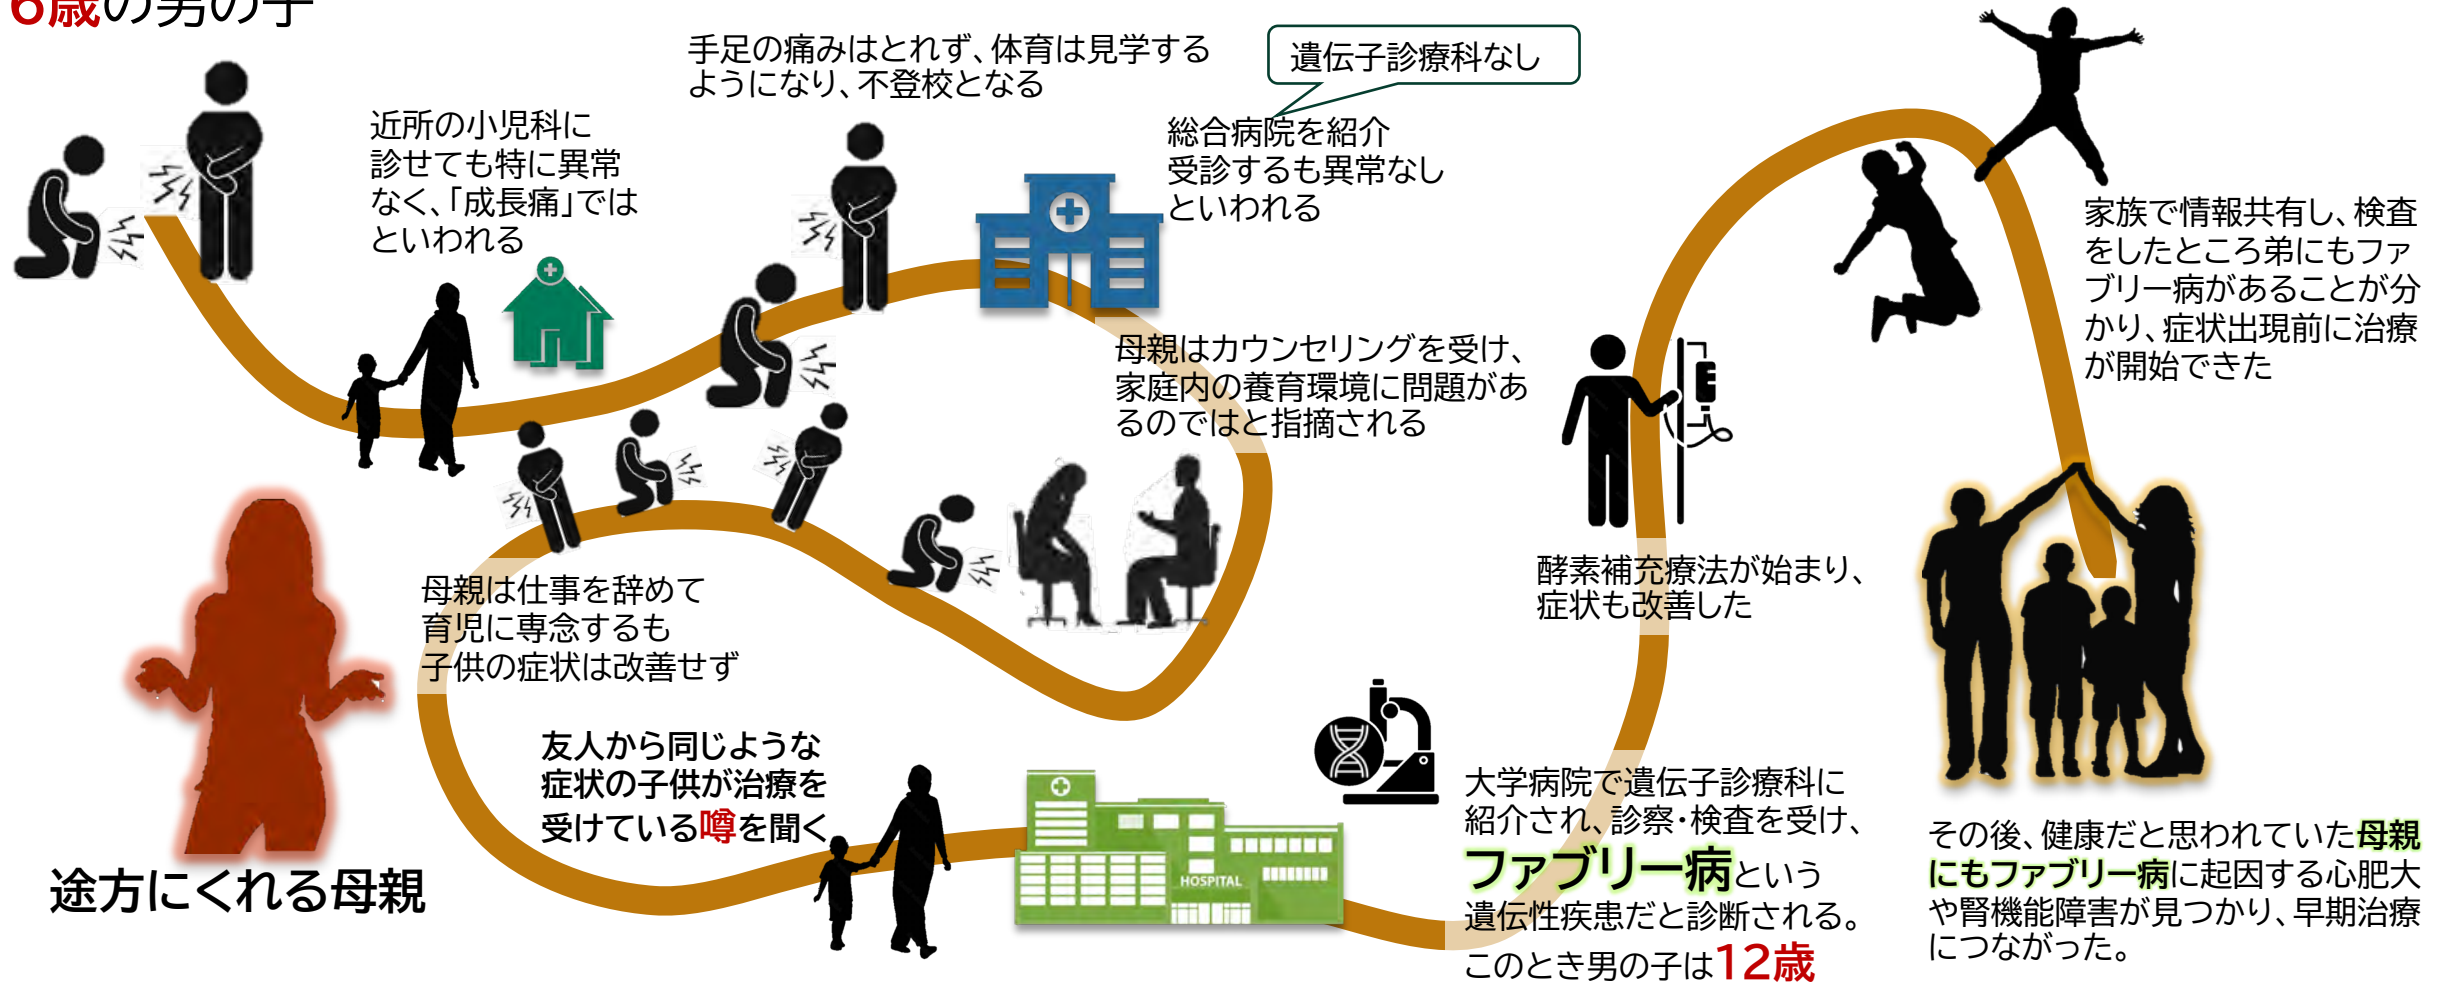 6歳の男の子
近所の小児科に
診せても特に異常
なく、「成長痛」では
といわれる
手足の痛みはとれず、体育は見学する
ようになり、不登校となる
遺伝子診療科なし
総合病院を紹介
受診するも異常なし
といわれる
母親はカウンセリングを受け、
家庭内の養育環境に問題があ
るのではと指摘される
母親は仕事を辞めて
育児に専念するも
子供の症状は改善せず
途方にくれる母親
友人から同じような
症状の子供が治療を
受けている噂を聞く
HOSPITAL
大学病院で遺伝子診療科に
紹介され、診察・検査を受け、
ファブリー病という
遺伝性疾患だと診断される。
このとき男の子は12歳
酵素補充療法が始まり、
症状も改善した
家族で情報共有し、検査
をしたところ弟にもファ
ブリー病があることが分
かり、症状出現前に治療
が開始できた
その後、健康だと思われていた母親
にもファブリー病に起因する心肥大
や腎機能障害が見つかり、早期治療
につながった。